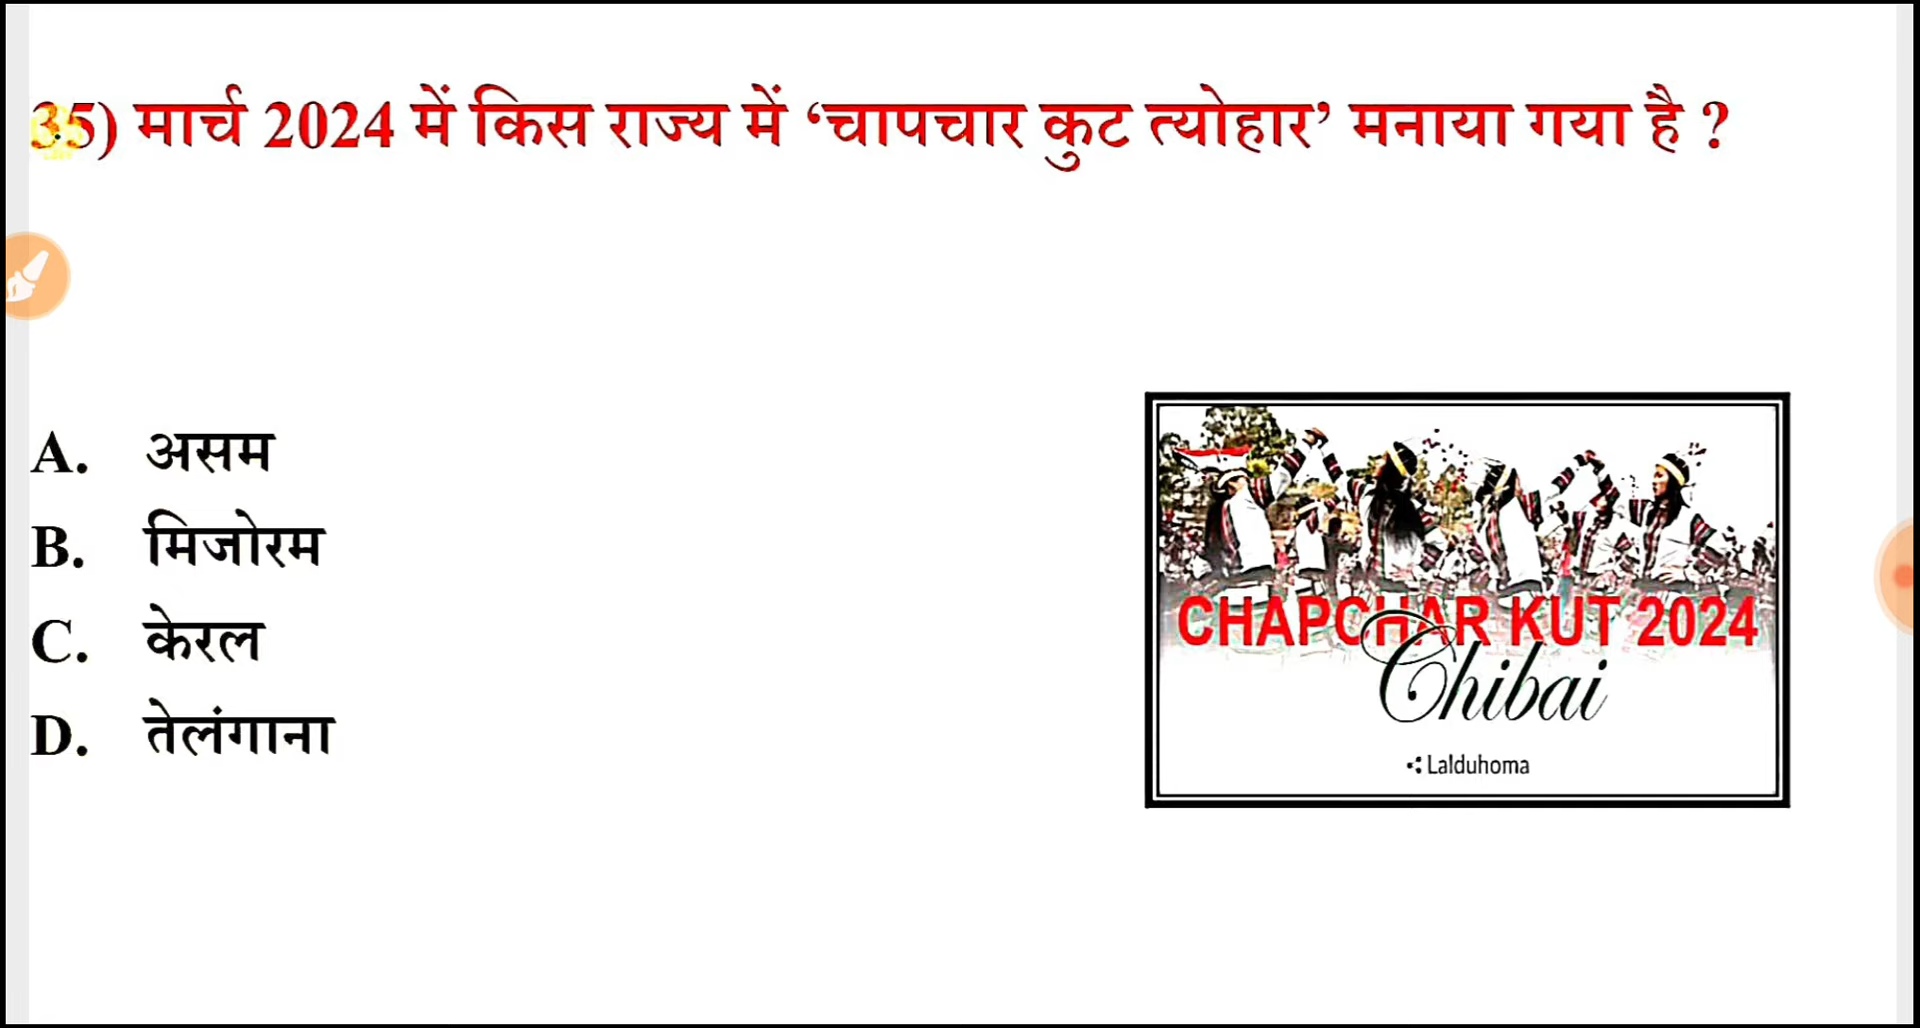 35) मार्च 2024 में किस राज्य में ‘चापचार कुट त्योहार’ मनाया गया है ?
A. असम
B. मिजोरम
C. केरल
D. तेलंगाना
CHAPCHAR KUT 2024
Chibai
Lalduhoma